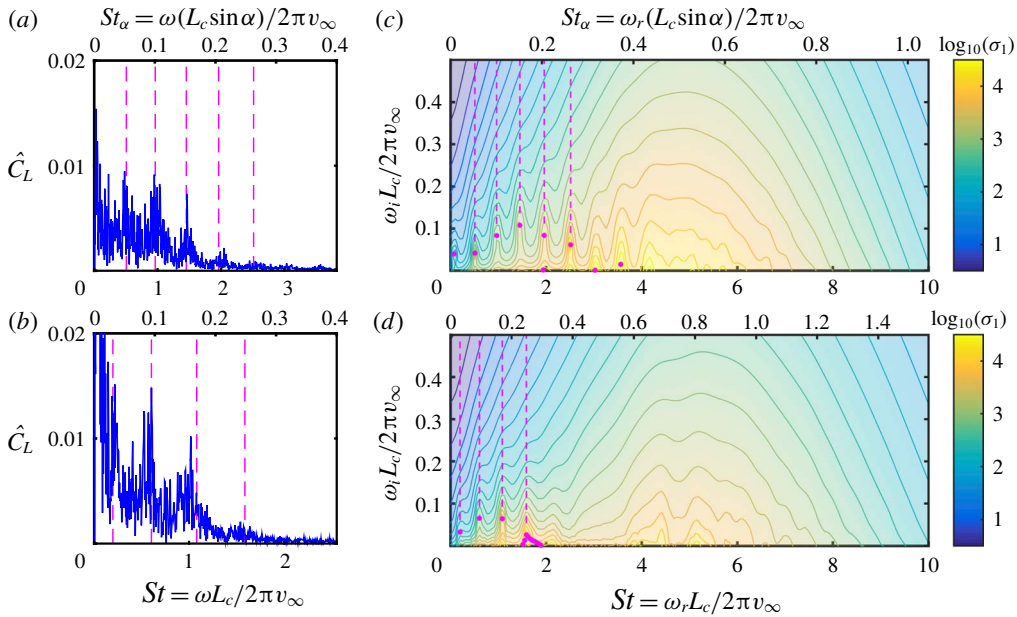 (a)
St_α = ω(L_c sin α)/2πv_∞
0 0.1 0.2 0.3 0.4
0.02
0.01
Ĉ_L
0 1 2 3
(b)
0 0.1 0.2 0.3 0.4
0.02
0.01
Ĉ_L
0 1 2
St = ωL_c/2πv_∞
(c)
St_α = ω_r(L_c sin α)/2πv_∞
0 0.2 0.4 0.6 0.8 1.0
log₁₀(σ₁)
0.4
0.3
0.2
0.1
ω_i L_c/2πv_∞
0 2 4 6 8 10
4
3
2
1
(d)
0 0.2 0.4 0.6 0.8 1.0 1.2 1.4
log₁₀(σ₁)
0.4
0.3
0.2
0.1
ω_i L_c/2πv_∞
0 2 4 6 8 10
4
3
2
1
St = ω_r L_c/2πv_∞